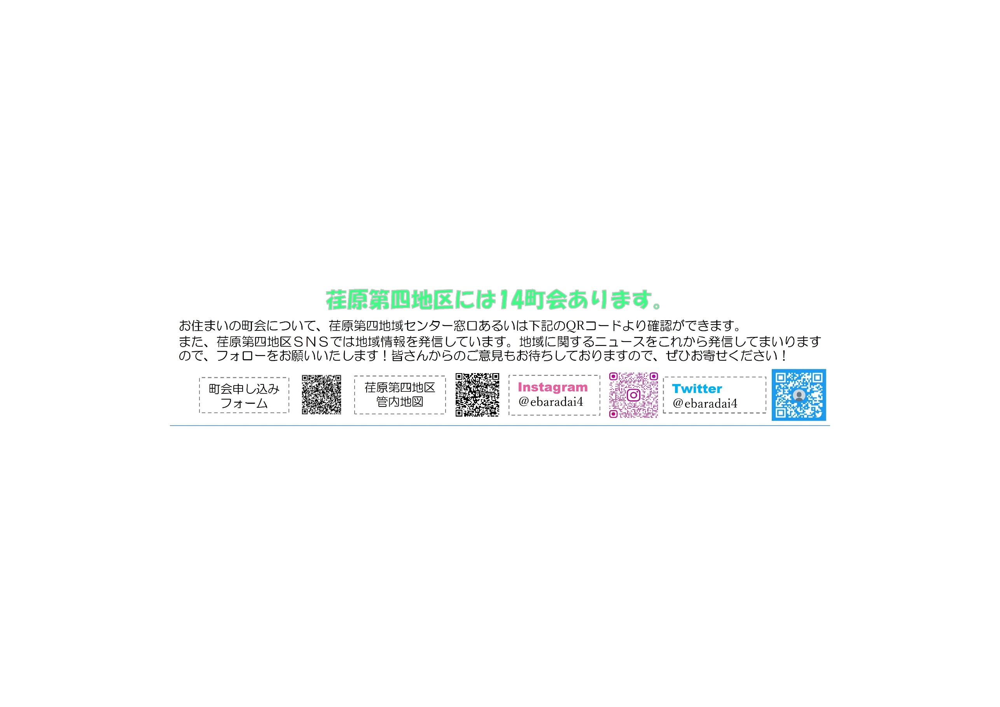 荏原第四地区には14町会あります。
お住まいの町会について、荏原第四地域センター窓口あるいは下記のQRコードより確認ができます。
また、荏原第四地区ＳＮＳでは地域情報を発信しています。地域に関するニュースをこれから発信してまいります
ので、フォローをお願いいたします！皆さんからのご意見もお待ちしておりますので、ぜひお寄せください！
町会申し込み
フォーム
荏原第四地区
管内地図
Instagram
@ebaradai4
Twitter
@ebaradai4